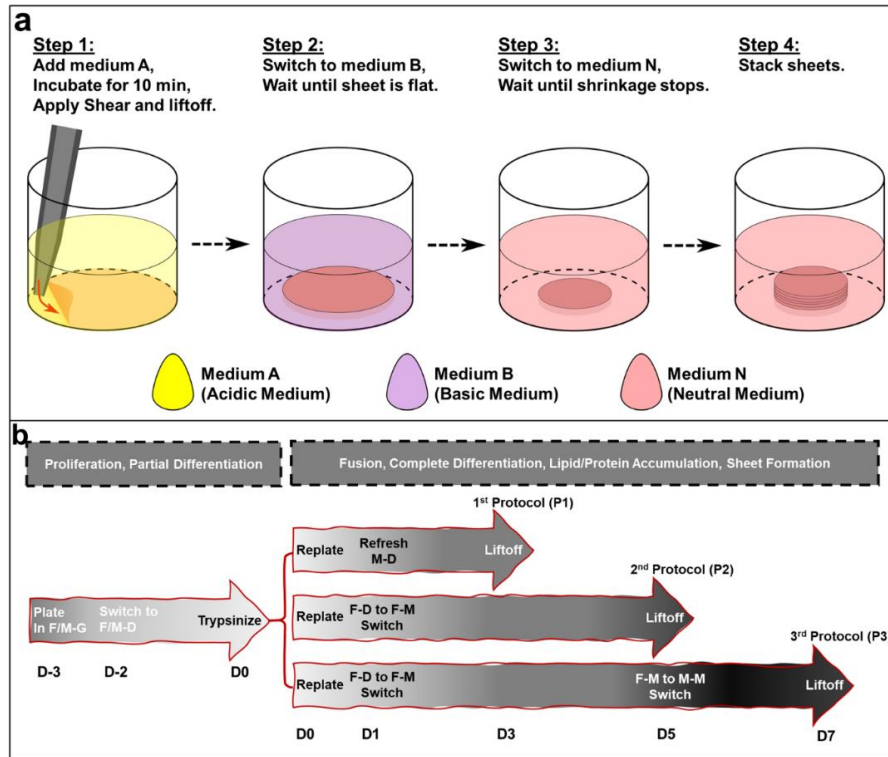 a
Step 1:
Add medium A,
Incubate for 10 min,
Apply Shear and liftoff.
Step 2:
Switch to medium B,
Wait until sheet is flat.
Step 3:
Switch to medium N,
Wait until shrinkage stops.
Step 4:
Stack sheets.
Medium A
(Acidic Medium)
Medium B
(Basic Medium)
Medium N
(Neutral Medium)
b
Proliferation, Partial Differentiation
Fusion, Complete Differentiation, Lipid/Protein Accumulation, Sheet Formation
1st Protocol (P1)
Replate
Refresh
M-D
Liftoff
2nd Protocol (P2)
Plate
In F/M-G
Switch to
F/M-D
Trypsinize
Replate
F-D to F-M
Switch
Liftoff
3rd Protocol (P3
Replate
F-D to F-M
Switch
F-M to M-M
Switch
Liftoff
D-3
D-2
D0
D0
D1
D3
D5
D7